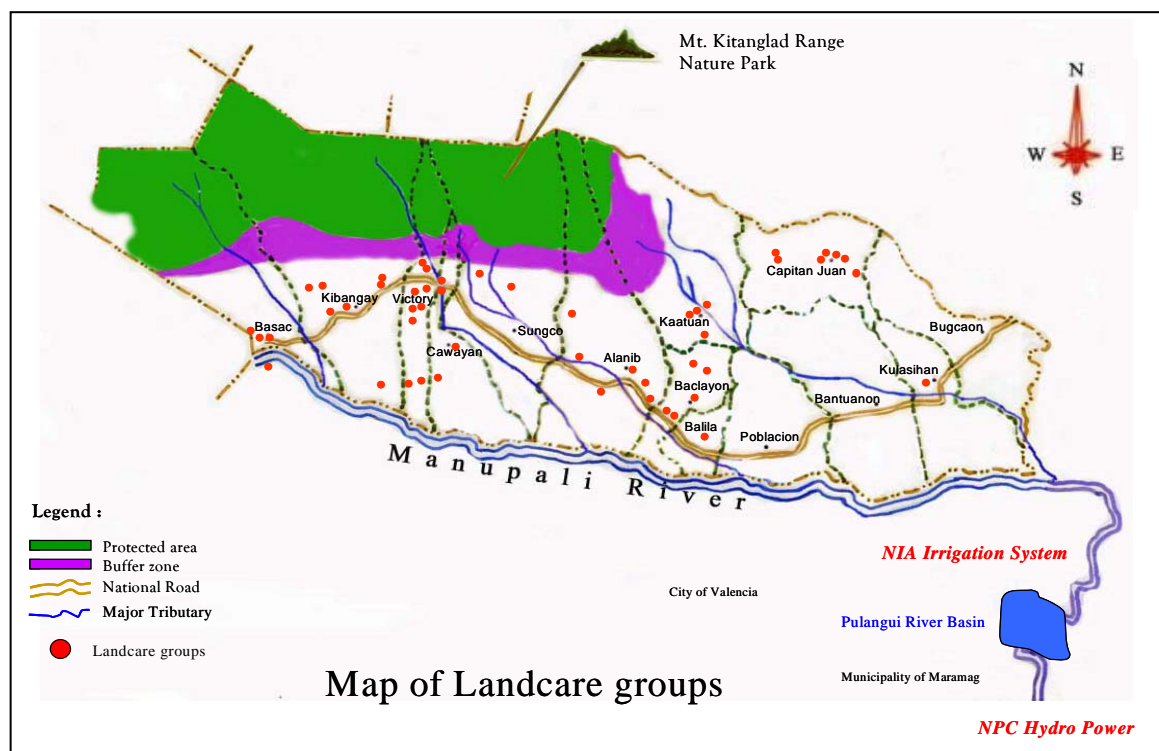 Mt. Kitanglad Range
Nature Park
N
W
E
S
Capitan Juan
Kibangay
Victory
Basac
Kaatuan
Bugcaon
Sungco
Cawayan
Alanib
Kulasihan
Baclayon
Bantuanon
Balila
Poblacion
Manupali River
Legend :
Protected area
Buffer zone
National Road
Major Tributary
Landcare groups
NIA Irrigation System
City of Valencia
Pulangui River Basin
Municipality of Maramag
Map of Landcare groups
NPC Hydro Power